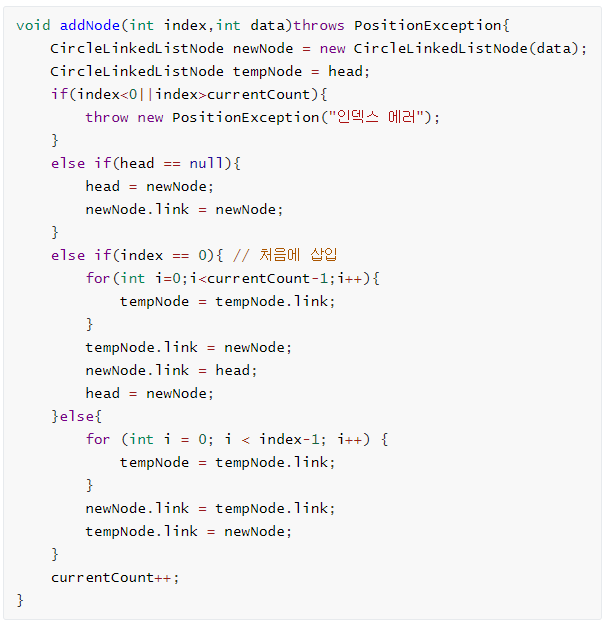 void addNode(int index,int data)throws PositionException{
    CircleLinkedListNode newNode = new CircleLinkedListNode(data);
    CircleLinkedListNode tempNode = head;
    if(index<0||index>currentCount){
        throw new PositionException("인덱스 에러");
    }
    else if(head == null){
        head = newNode;
        newNode.link = newNode;
    }
    else if(index == 0){ // 처음에 삽입
        for(int i=0;i<currentCount-1;i++){
            tempNode = tempNode.link;
        }
        tempNode.link = newNode;
        newNode.link = head;
        head = newNode;
    }else{
        for (int i = 0; i < index-1; i++) {
            tempNode = tempNode.link;
        }
        newNode.link = tempNode.link;
        tempNode.link = newNode;
    }
    currentCount++;
}